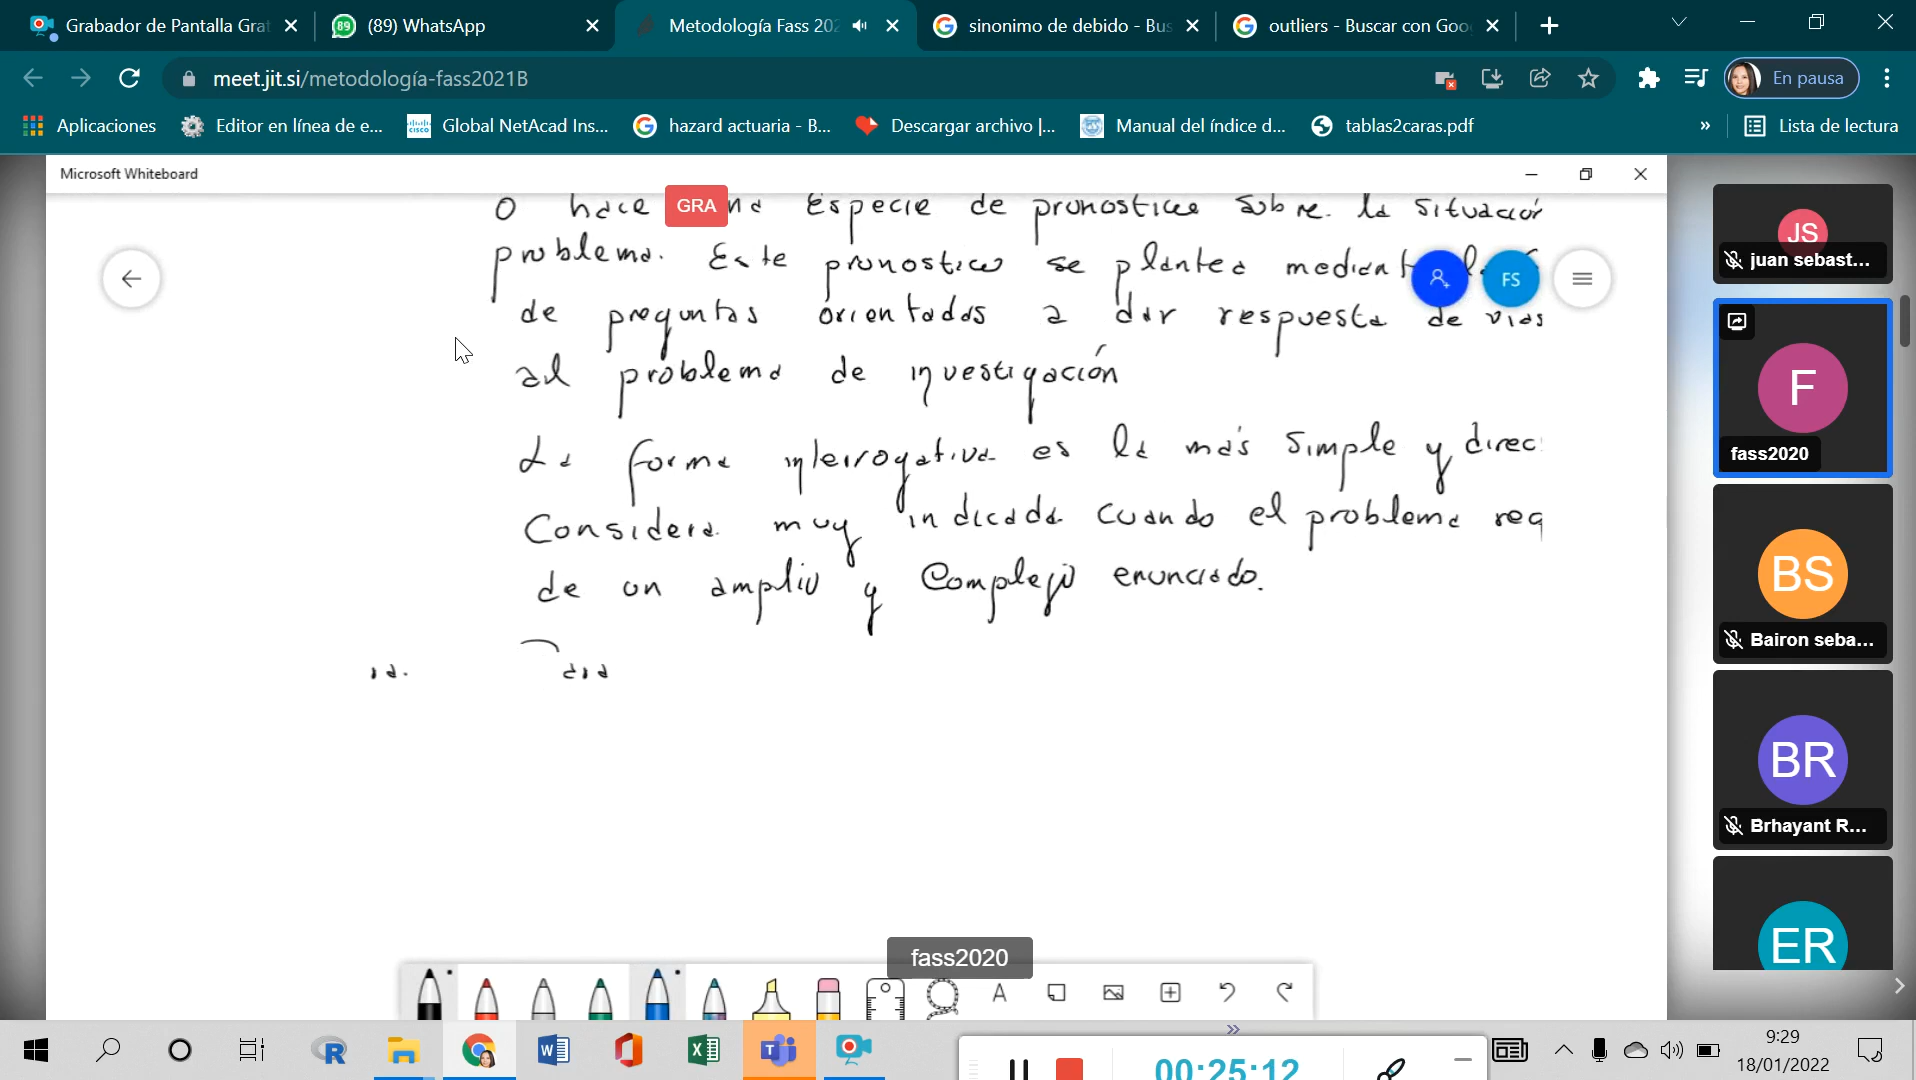 Grabador de Pantalla Grat
(89) WhatsApp
Metodología Fass 202
sinonimo de debido - Bus
outliers - Buscar con Goo
meet.jit.si/metodología-fass2021B
En pausa
Aplicaciones
Editor en línea de e...
Global NetAcad Ins...
hazard actuaria - B...
Descargar archivo |...
Manual del índice d...
tablas2caras.pdf
»
Lista de lectura
Microsoft Whiteboard
GRA
o hace especie de pronostico sobre la situación
problema. Este pronostico se plantea mediant
de preguntas orientadas a dar respuesta de vias
al problema de investigación
La forma interrogativa es la más simple y direc
Considera muy indicada cuando el problema req
de un amplio y Complejo enunciado.
FS
JS
juan sebast...
F
fass2020
BS
Bairon seba...
BR
Brhayant R...
ER
fass2020
A
00:25:12
9:29
18/01/2022